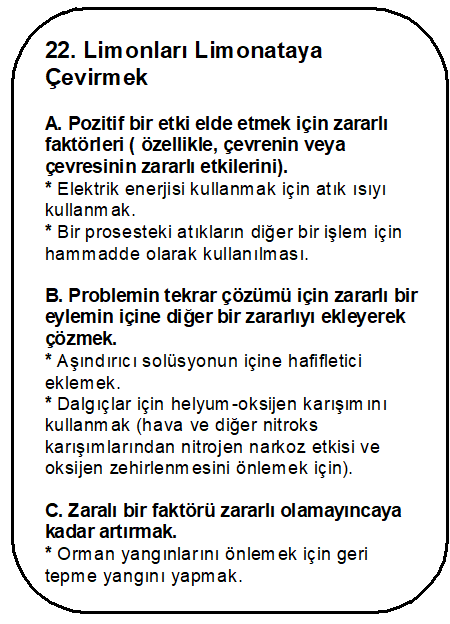 22. Limonları Limonataya
Çevirmek
A. Pozitif bir etki elde etmek için zararlı
faktörleri ( özellikle, çevrenin veya
çevresinin zararlı etkilerini).
* Elektrik enerjisi kullanmak için atık ısıyı
kullanmak.
* Bir prosesteki atıkların diğer bir işlem için
hammadde olarak kullanılması.
B. Problemin tekrar çözümü için zararlı bir
eylemin içine diğer bir zararlıyı ekleyerek
çözmek.
* Aşındırıcı solüsyonun içine hafifletici
eklemek.
* Dalgıçlar için helyum-oksijen karışımını
kullanmak (hava ve diğer nitroks
karışımlarından nitrojen narkoz etkisi ve
oksijen zehirlenmesini önlemek için).
C. Zaralı bir faktörü zararlı olamayıncaya
kadar artırmak.
* Orman yangınlarını önlemek için geri
tepme yangını yapmak.